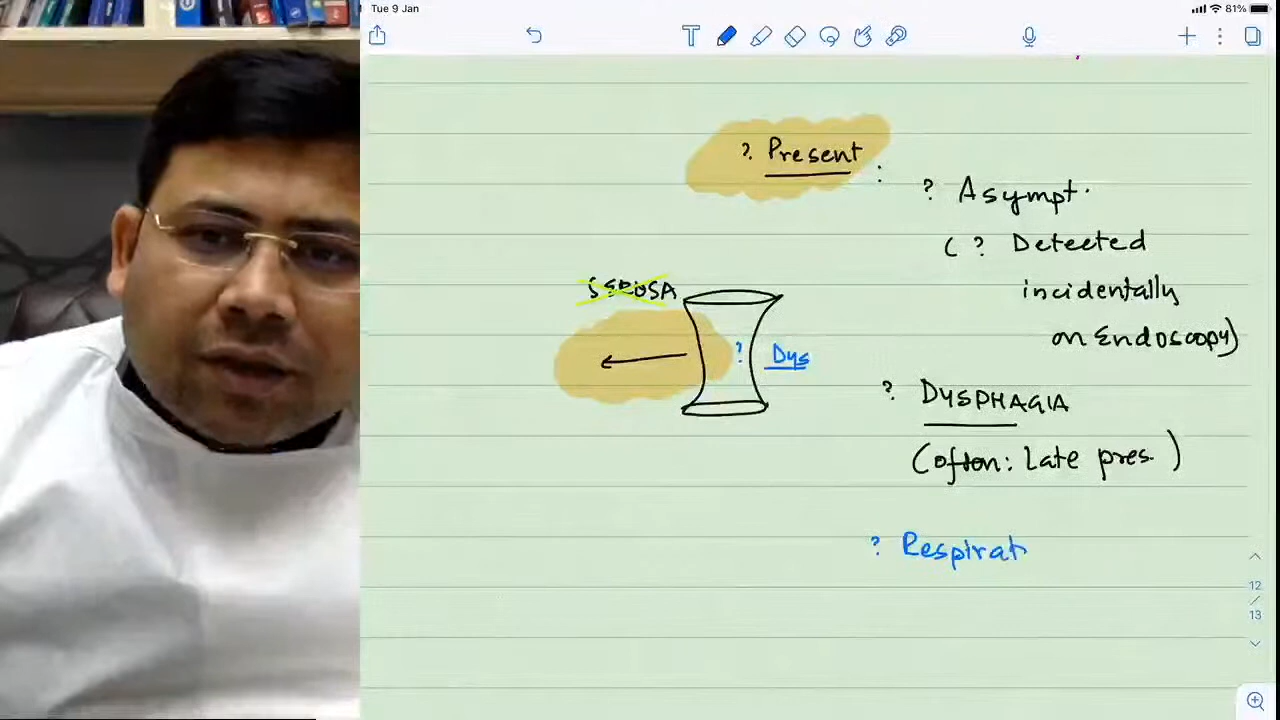 Tue 9 Jan
81%
? Present :
? Asympt.
( ? Detected
incidentally
on Endoscopy)
SEROSA
? Dys
? DYSPHAGIA
(often: Late pres. )
? Respirat
12
13